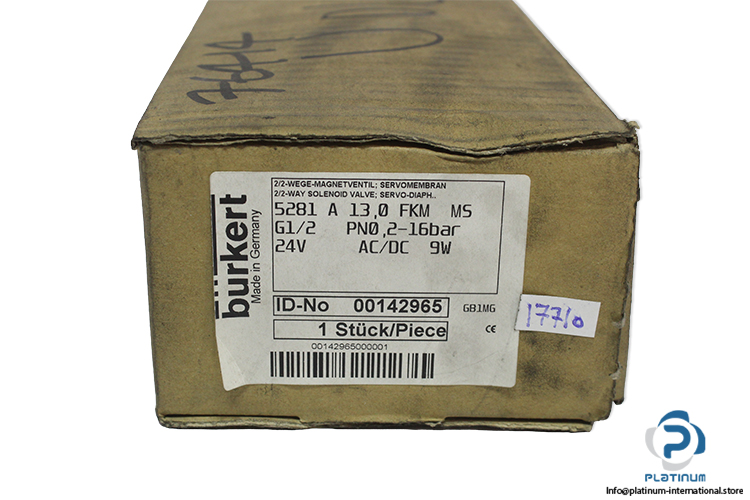 7644
2/2-WEGE-MAGNETVENTIL; SERVOMEMBRAN
2/2-WAY SOLENOID VALVE; SERVO-DIAPH..
5281 A 13,0 FKM MS
G1/2 PN0,2-16bar
24V AC/DC 9W
burkert
Made in Germany
ID-No 00142965
GB1MG
1 Stück/Piece
CE
00142965000001
17710
PLATINUM
Info@platinum-international.store